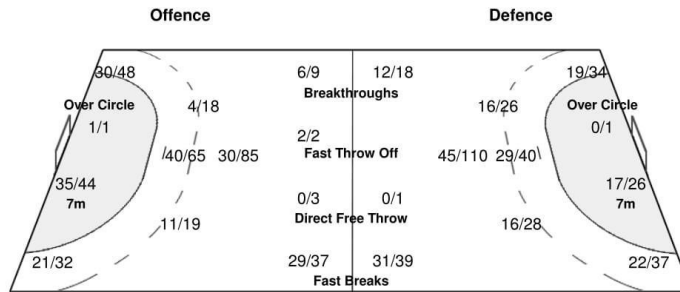 Offence Defence
30/48 6/9 12/18 19/34
Breakthroughs
Over Circle 4/18 16/26 Over Circle
1/1 2/2 0/1
40/65 30/85 Fast Throw Off 45/110 29/40
35/44 17/26
7m 0/3 0/1 7m
11/19 Direct Free Throw 16/28
21/32 29/37 31/39 22/37
Fast Breaks